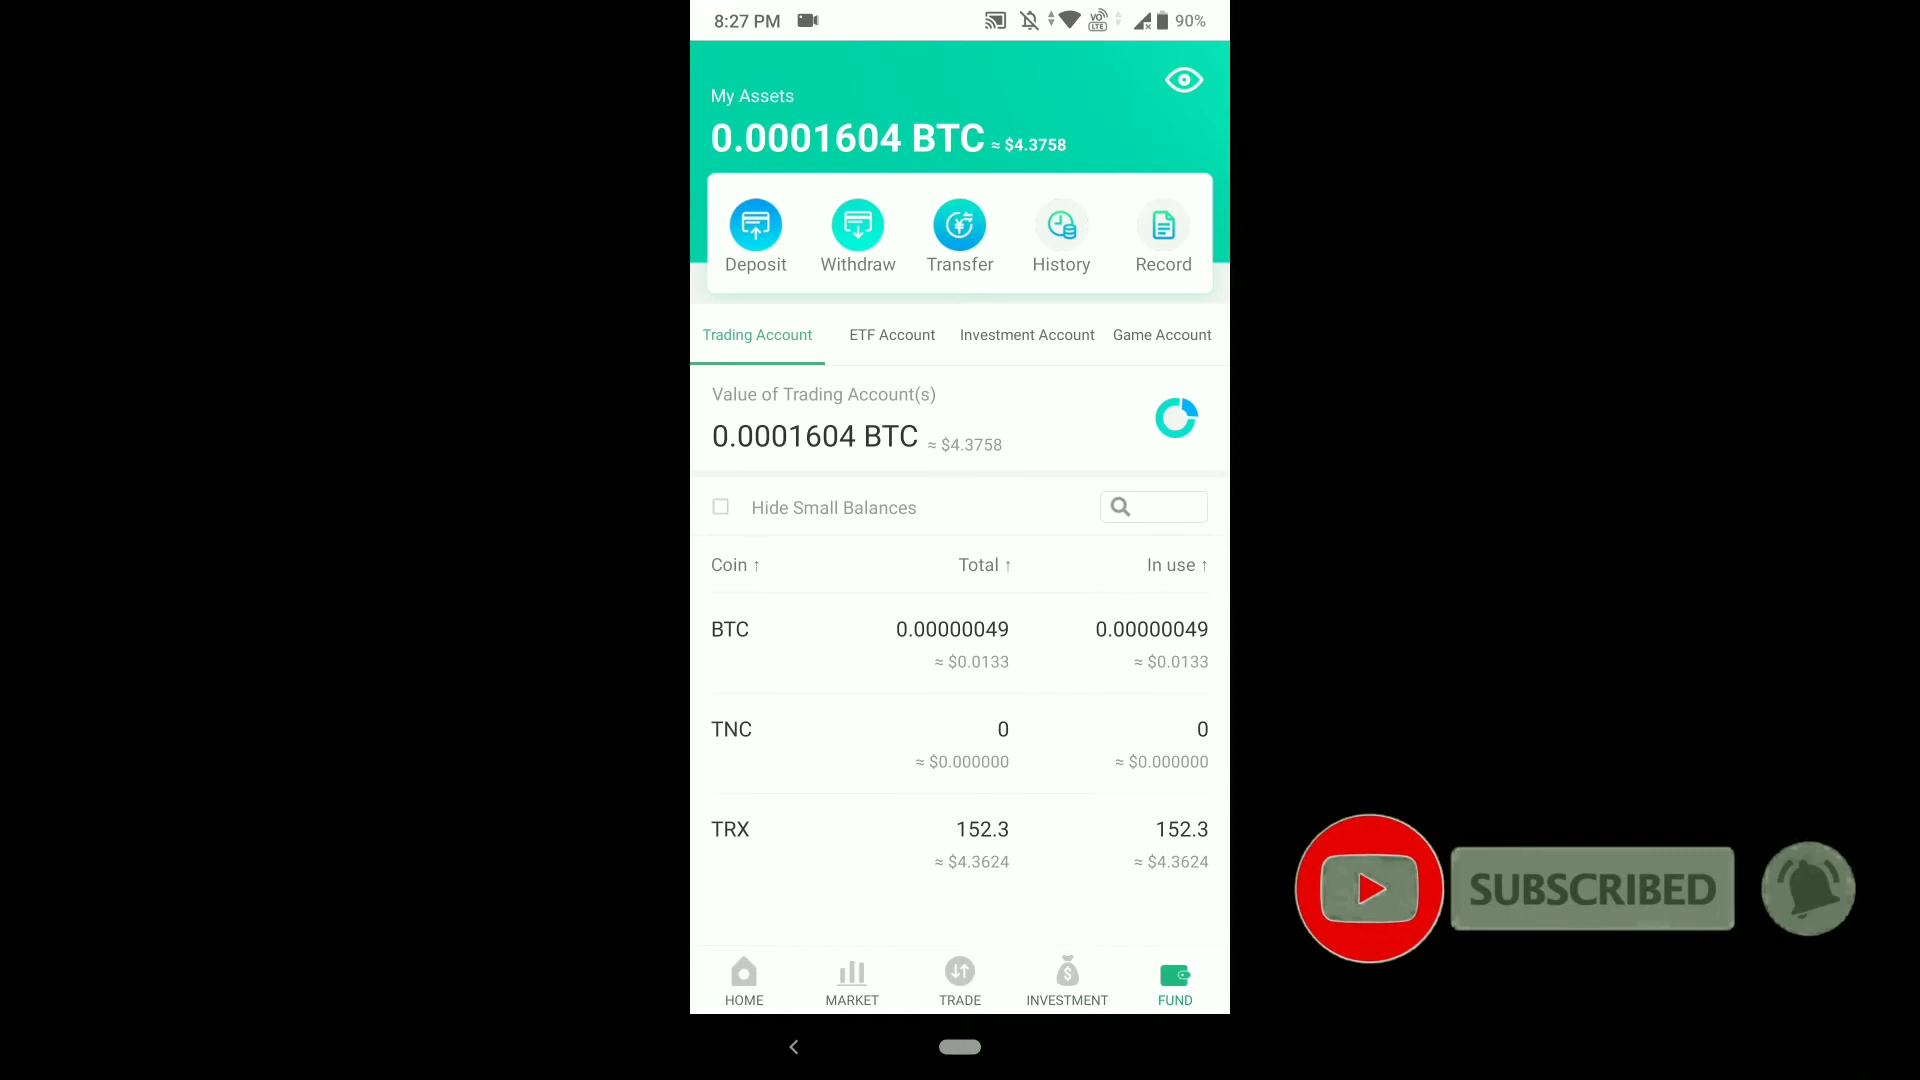 8:27 PM
VO LTE
90%
My Assets
0.0001604 BTC ≈ $4.3758
Deposit Withdraw Transfer History Record
Trading Account ETF Account Investment Account Game Account
Value of Trading Account(s)
0.0001604 BTC ≈ $4.3758
Hide Small Balances
Coin ↑ Total ↑ In use ↑
BTC 0.00000049 0.00000049
≈ $0.0133 ≈ $0.0133
TNC 0 0
≈ $0.000000 ≈ $0.000000
TRX 152.3 152.3
≈ $4.3624 ≈ $4.3624
SUBSCRIBED
HOME MARKET TRADE INVESTMENT FUND